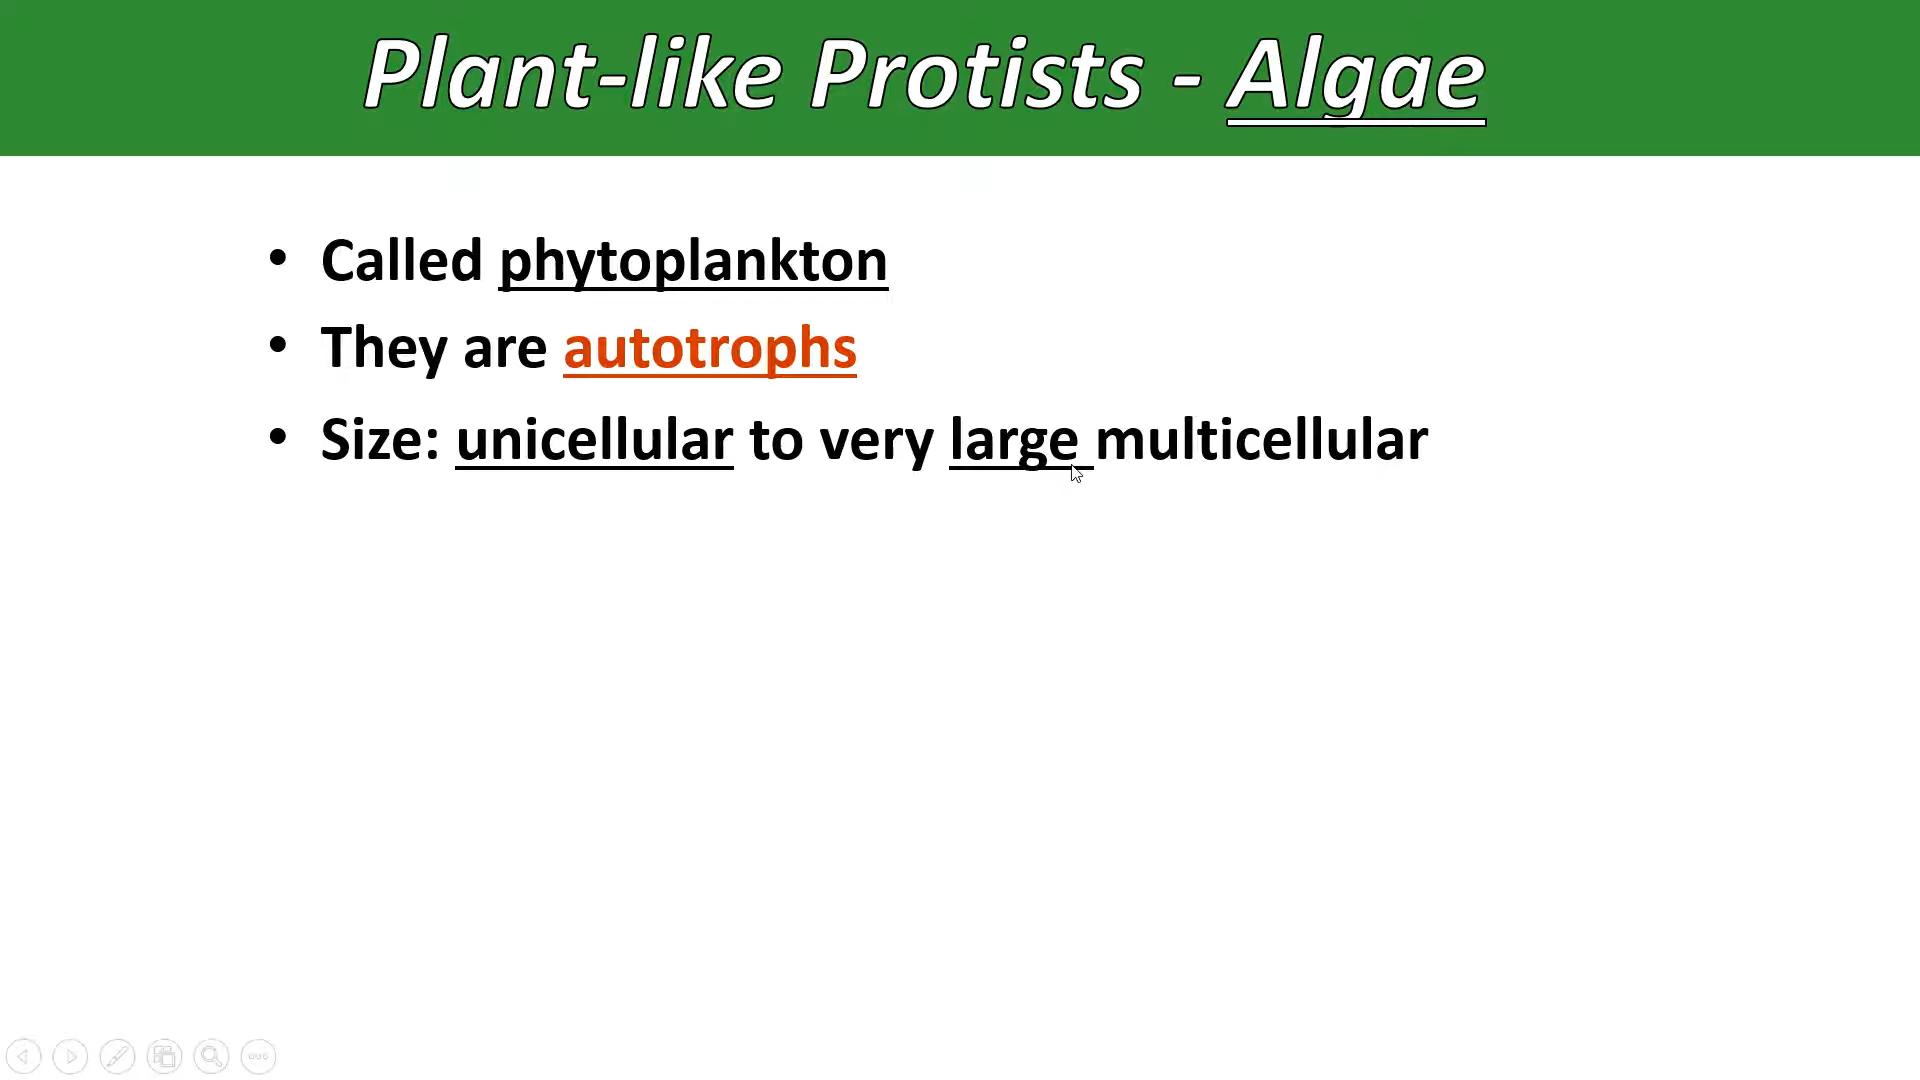 Plant-like Protists - Algae
• Called phytoplankton
• They are autotrophs
• Size: unicellular to very large multicellular